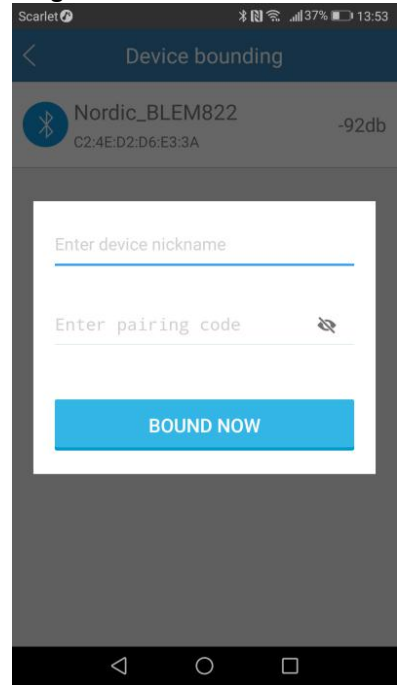 Scarlet 37% 13:53
Device bounding
Nordic_BLEM822 -92db
C2:4E:D2:D6:E3:3A
Enter device nickname
Enter pairing code
BOUND NOW